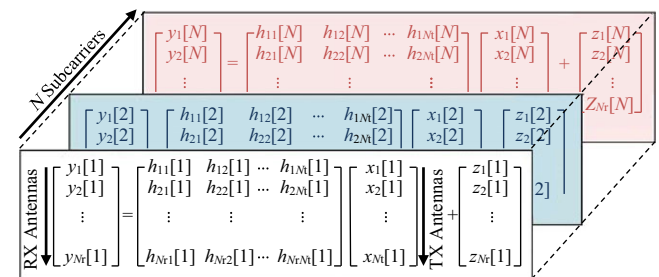 N Subcarriers
y1[N] h11[N] h12[N] ... h1Nt[N] x1[N] z1[N]
y2[N] = h21[N] h22[N] ... h2Nt[N] x2[N] + z2[N]
⋮ ⋮ ⋮ ⋮ ⋮ ⋮
ZNr[N]
y1[2] h11[2] h12[2] ... h1Nt[2] x1[2] z1[2]
y2[2] h21[2] h22[2] ... h2Nt[2] x2[2] z2[2]
2]
RX Antennas
y1[1] h11[1] h12[1] ... h1Nt[1] x1[1] z1[1]
y2[1] h21[1] h22[1] ... h2Nt[1] x2[1] z2[1]
⋮ = ⋮ ⋮ ⋮ ⋮ + ⋮
yNr[1] hNr1[1] hNr2[1] ... hNrNt[1] xNt[1] zNr[1]
TX Antennas